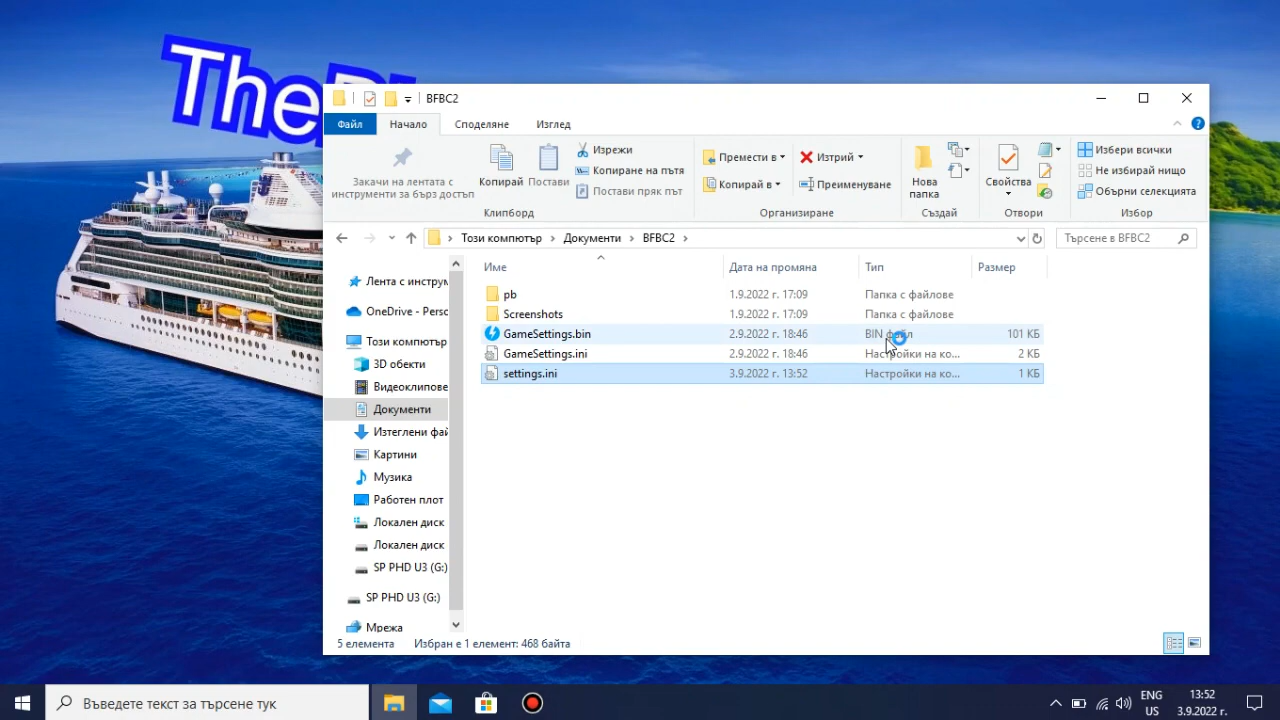 The
BFBC2
Файл
Начало
Споделяне
Изглед
Закачи на лентата с
инструменти за бърз достъп
Копирай
Постави
Изрежи
Копиране на пътя
Постави пряк път
Клипборд
Премести в
Копирай в
Изтрий
Преименуване
Организиране
Нова
папка
Създай
Свойства
Отвори
Избери всички
Не избирай нищо
Обърни селекцията
Избор
Този компютър
Документи
BFBC2
Търсене в BFBC2
Име
Дата на промяна
Тип
Размер
pb
1.9.2022 г. 17:09
Папка с файлове
Screenshots
1.9.2022 г. 17:09
Папка с файлове
GameSettings.bin
2.9.2022 г. 18:46
BIN файл
101 КБ
GameSettings.ini
2.9.2022 г. 18:46
Настройки на ко...
2 КБ
settings.ini
3.9.2022 г. 13:52
Настройки на ко...
1 КБ
Лента с инструм
OneDrive - Persc
Този компютър
3D обекти
Видеоклипове
Документи
Изтеглени фай
Картини
Музика
Работен плот
Локален диск
Локален диск
SP PHD U3 (G:)
SP PHD U3 (G:)
Мрежа
5 елемента
Избран е 1 елемент: 468 байта
Въведете текст за търсене тук
ENG
US
13:52
3.9.2022 г.